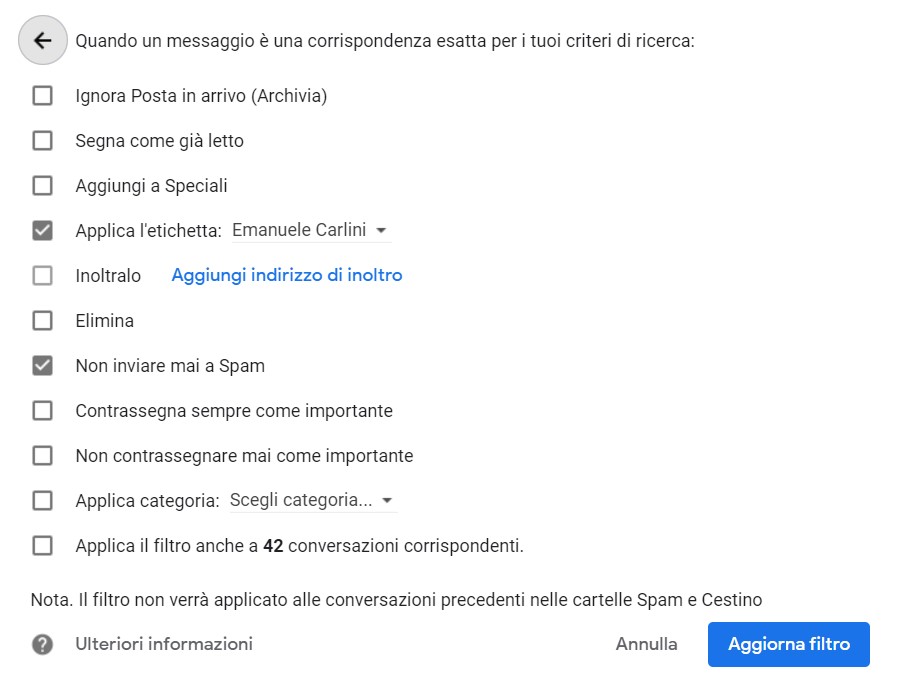 Quando un messaggio è una corrispondenza esatta per i tuoi criteri di ricerca:
Ignora Posta in arrivo (Archivia)
Segna come già letto
Aggiungi a Speciali
Applica l'etichetta: Emanuele Carlini
Inoltralo Aggiungi indirizzo di inoltro
Elimina
Non inviare mai a Spam
Contrassegna sempre come importante
Non contrassegnare mai come importante
Applica categoria: Scegli categoria...
Applica il filtro anche a 42 conversazioni corrispondenti.
Nota. Il filtro non verrà applicato alle conversazioni precedenti nelle cartelle Spam e Cestino
? Ulteriori informazioni Annulla Aggiorna filtro